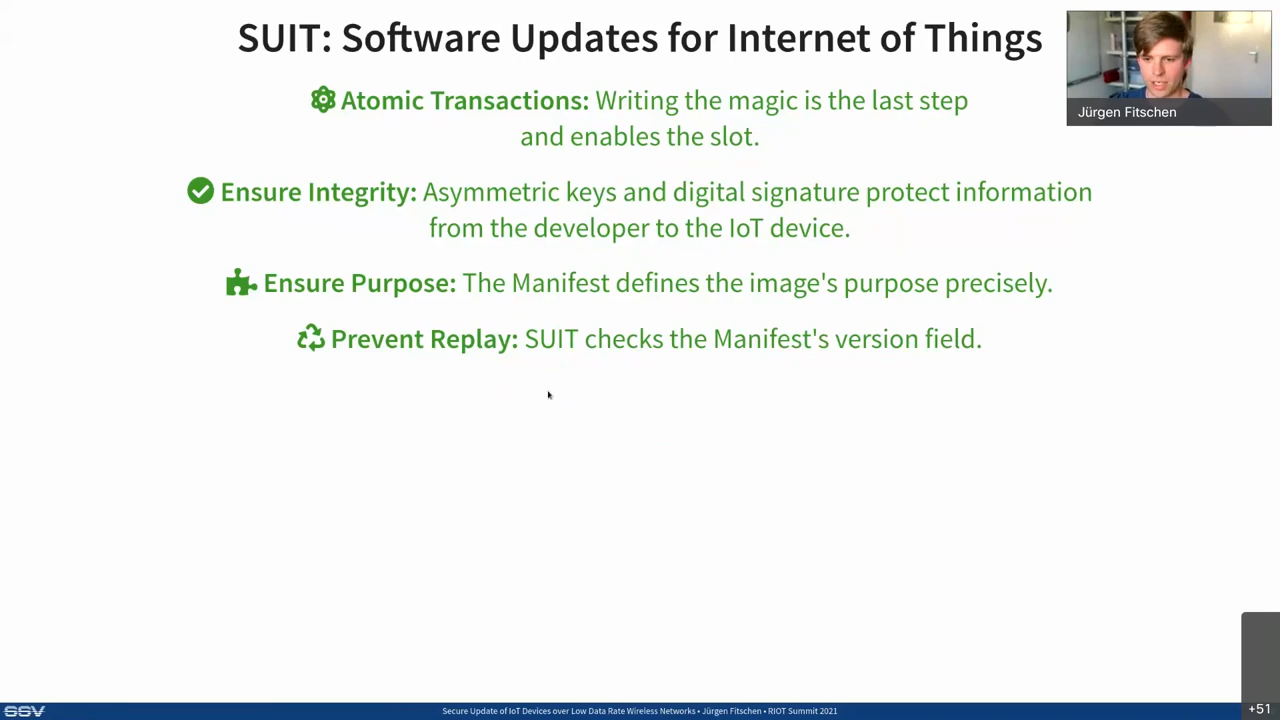 SUIT: Software Updates for Internet of Things
Jürgen Fitschen
Atomic Transactions: Writing the magic is the last step
and enables the slot.
Ensure Integrity: Asymmetric keys and digital signature protect information
from the developer to the IoT device.
Ensure Purpose: The Manifest defines the image's purpose precisely.
Prevent Replay: SUIT checks the Manifest's version field.
SSV
Secure Update of IoT Devices over Low Data Rate Wireless Networks • Jürgen Fitschen • RIOT Summit 2021
+51